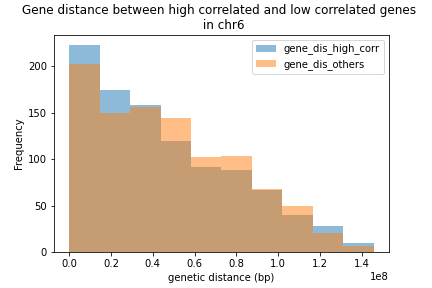 Gene distance between high correlated and low correlated genes
in chr6
gene_dis_high_corr
gene_dis_others
Frequency
200
150
100
50
0
0.0 0.2 0.4 0.6 0.8 1.0 1.2 1.4
1e8
genetic distance (bp)